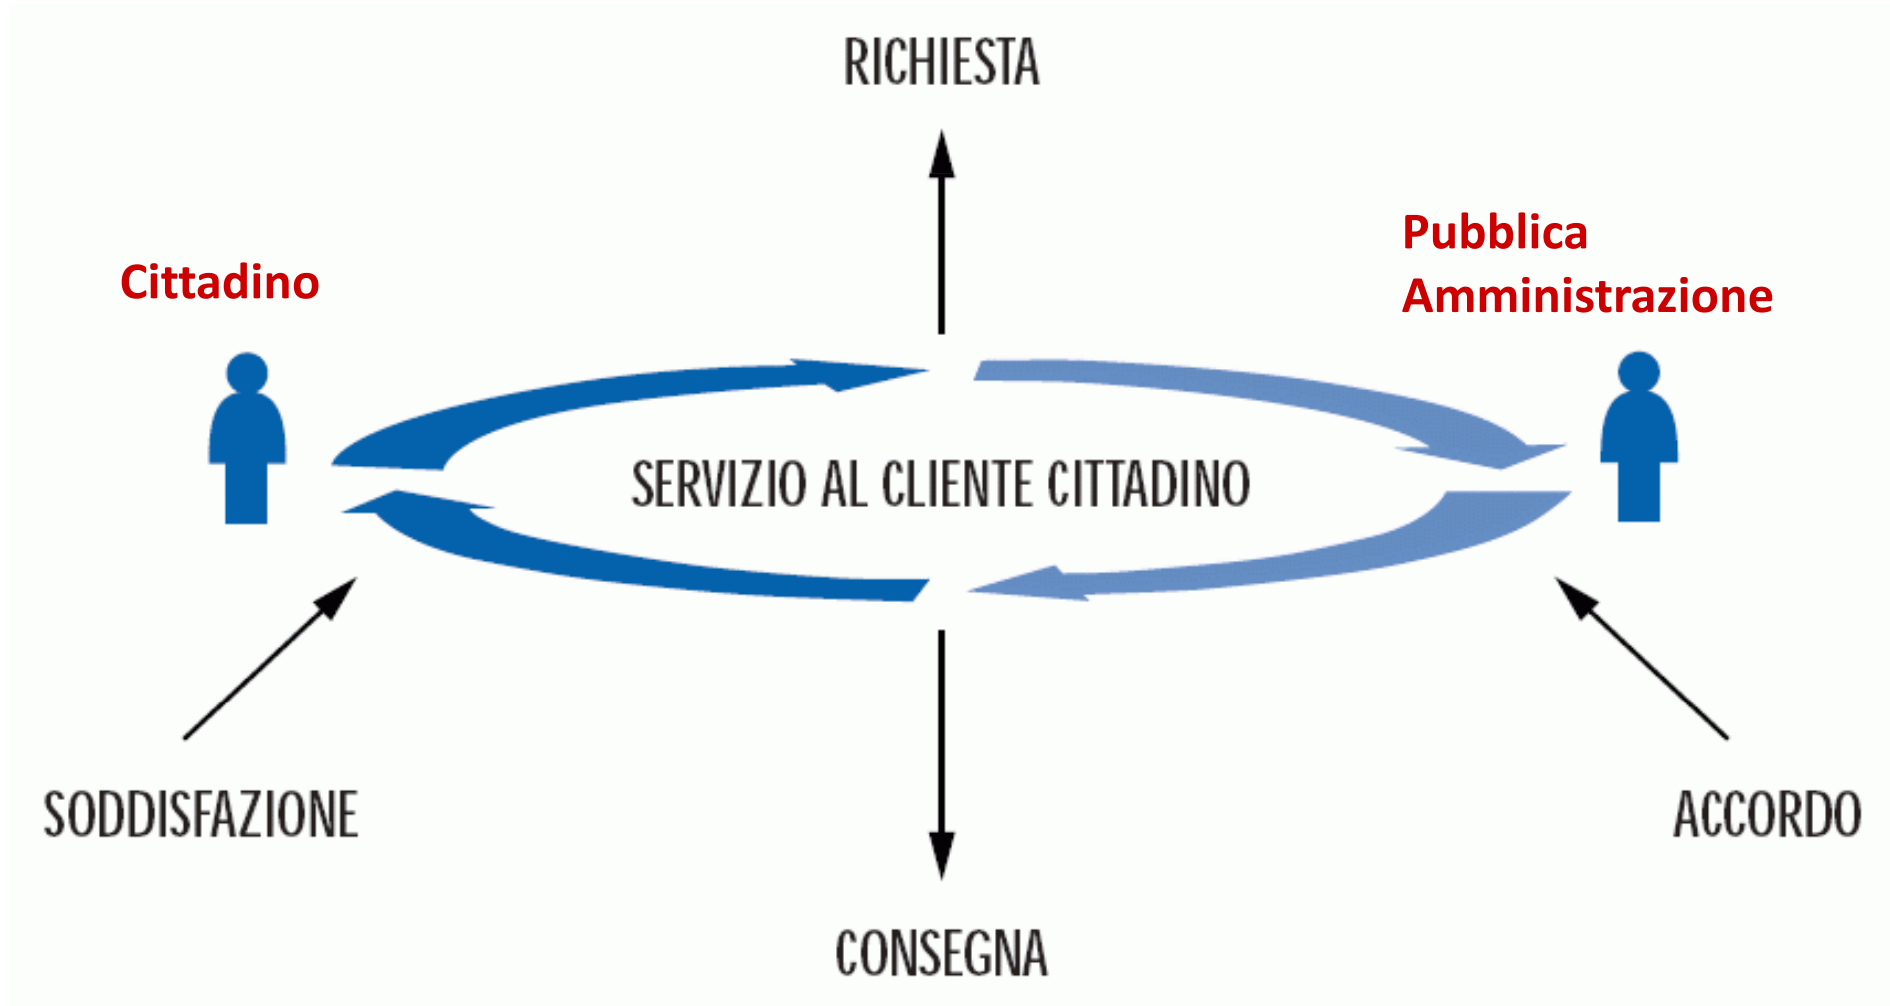 RICHIESTA
Cittadino
Pubblica
Amministrazione
SERVIZIO AL CLIENTE CITTADINO
SODDISFAZIONE
ACCORDO
CONSEGNA